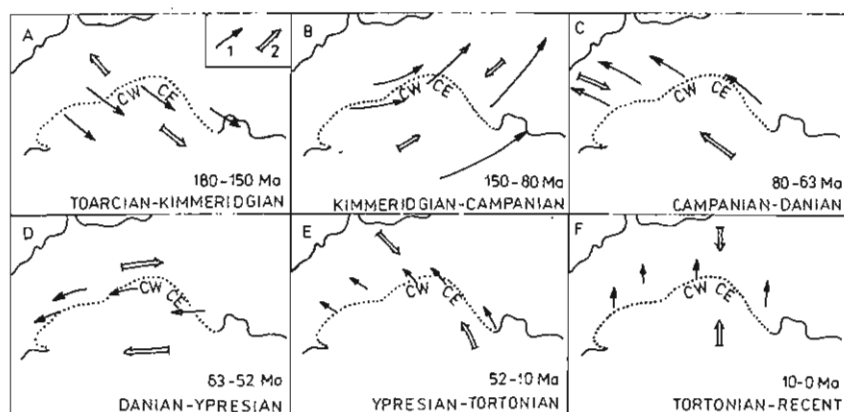 A
1 2
CW CE
180-150 Ma
TOARCIAN-KIMMERIDGIAN
B
CW CE
150-80 Ma
KIMMERIDGIAN-CAMPANIAN
C
CW CE
80-63 Ma
CAMPANIAN-DANIAN
D
CW CE
63-52 Ma
DANIAN-YPRESIAN
E
CW CE
52-10 Ma
YPRESIAN-TORTONIAN
F
CW CE
10-0 Ma
TORTONIAN-RECENT